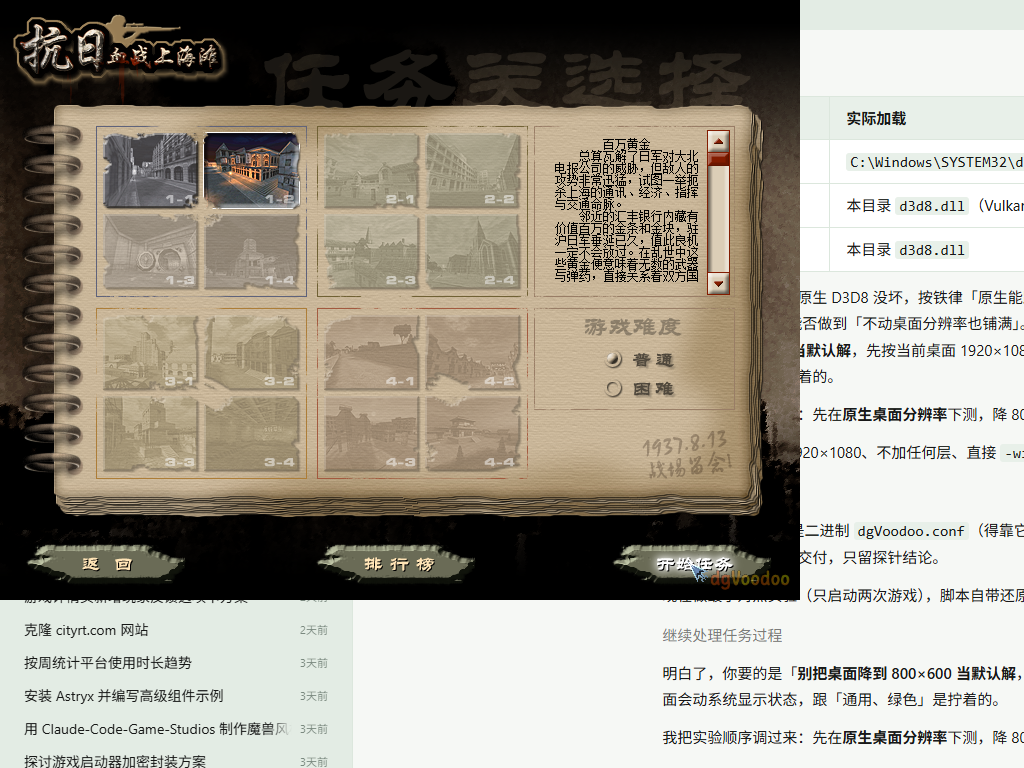 抗日血战上海滩
任务关选择
1-1
1-2
1-3
1-4
2-1
2-2
2-3
2-4
3-1
3-2
3-3
3-4
4-1
4-2
4-3
4-4
百万黄金
总算瓦解了日军对大北
电报公司的威胁，但敌人的
攻势非常迅猛，试图一举扼
杀上海的通讯、经济、指挥
与交通命脉。
邻近的汇丰银行内藏有
价值百万的金条和金块，驻
沪日军垂涎已久，值此良机
一定不会放过。在乱世中这
些黄金便意味着无数的武器
与弹药，直接关系着双方国
游戏难度
普通
困难
1937.8.13
战场留念!
返回
排行榜
开始任务
dgVoodoo
实际加载
C:\Windows\SYSTEM32\d
本目录 d3d8.dll（Vulkan
本目录 d3d8.dll
原生 D3D8 没坏，按铁律「原生能
能否做到「不动桌面分辨率也铺满」。
当默认解，先按当前桌面 1920×108
着的。
：先在原生桌面分辨率下测，降 80
920×1080、不加任何层、直接 -wi
是二进制 dgVoodoo.conf（得靠它
交付，只留探针结论。
（只启动两次游戏），脚本自带还原
继续处理任务过程
明白了，你要的是「别把桌面降到 800×600 当默认解，
面会动系统显示状态，跟「通用、绿色」是拧着的。
我把实验顺序调过来：先在原生桌面分辨率下测，降 80
克隆 cityrt.com 网站
2天前
按周统计平台使用时长趋势
3天前
安装 Astryx 并编写高级组件示例
3天前
用 Claude-Code-Game-Studios 制作魔兽风
3天前
探讨游戏启动器加密封装方案
3天前